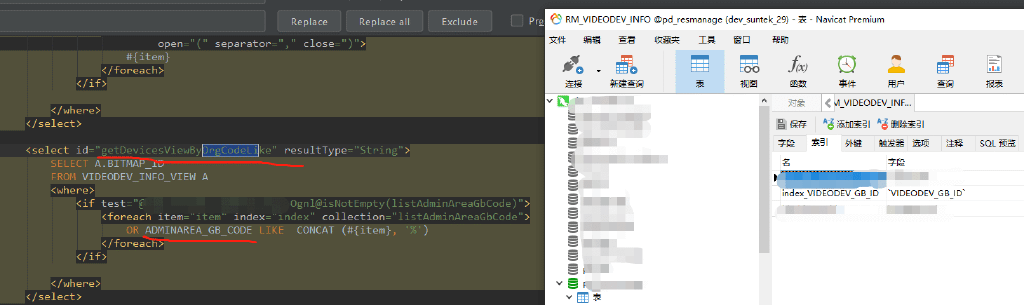 Replace
Replace all
Exclude
open="(" separator="," close=")">
#{item}
</foreach>
</if>
</where>
</select>
<select id="getDevicesViewByOrgCodeLike" resultType="String">
SELECT A.BITMAP_ID
FROM VIDEODEV_INFO_VIEW A
<where>
<if test="@ Ognl@isNotEmpty(listAdminAreaGbCode)">
<foreach item="item" index="index" collection="listAdminAreaGbCode">
OR ADMINAREA_GB_CODE LIKE CONCAT (#{item}, '%')
</foreach>
</if>
</where>
</select>
RM_VIDEODEV_INFO @pd_resmanage (dev_suntek_29) - 表 - Navicat Premium
文件 编辑 查看 收藏夹 工具 窗口 帮助
连接 新建查询 表 视图 函数 事件 用户 查询 报表
对象 M_VIDEODEV_INF...
保存 添加索引 删除索引
字段 索引 外键 触发器 选项 注释 SQL 预览
名 字段
index_VIDEODEV_GB_ID `VIDEODEV_GB_ID`
表